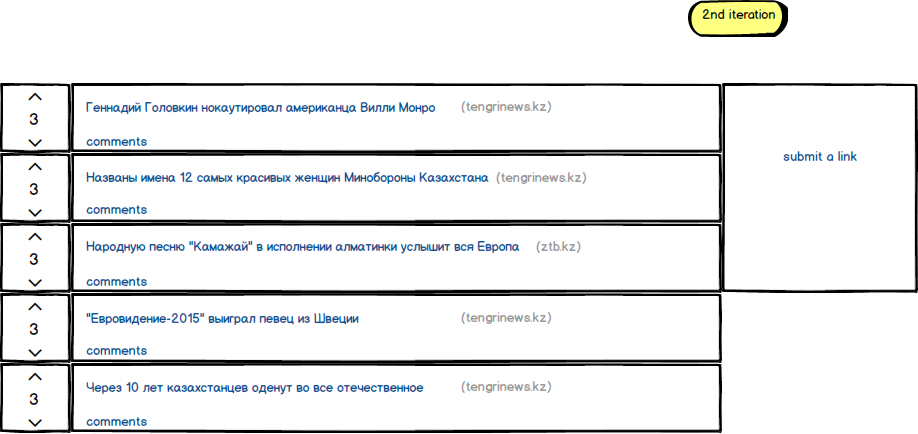 2nd iteration
3
Геннадий Головкин нокаутировал американца Вилли Монро (tengrinews.kz)
comments
submit a link
3
Названы имена 12 самых красивых женщин Минобороны Казахстана (tengrinews.kz)
comments
3
Народную песню "Камажай" в исполнении алматинки услышит вся Европа (ztb.kz)
comments
3
"Евровидение-2015" выиграл певец из Швеции (tengrinews.kz)
comments
3
Через 10 лет казахстанцев оденут во все отечественное (tengrinews.kz)
comments